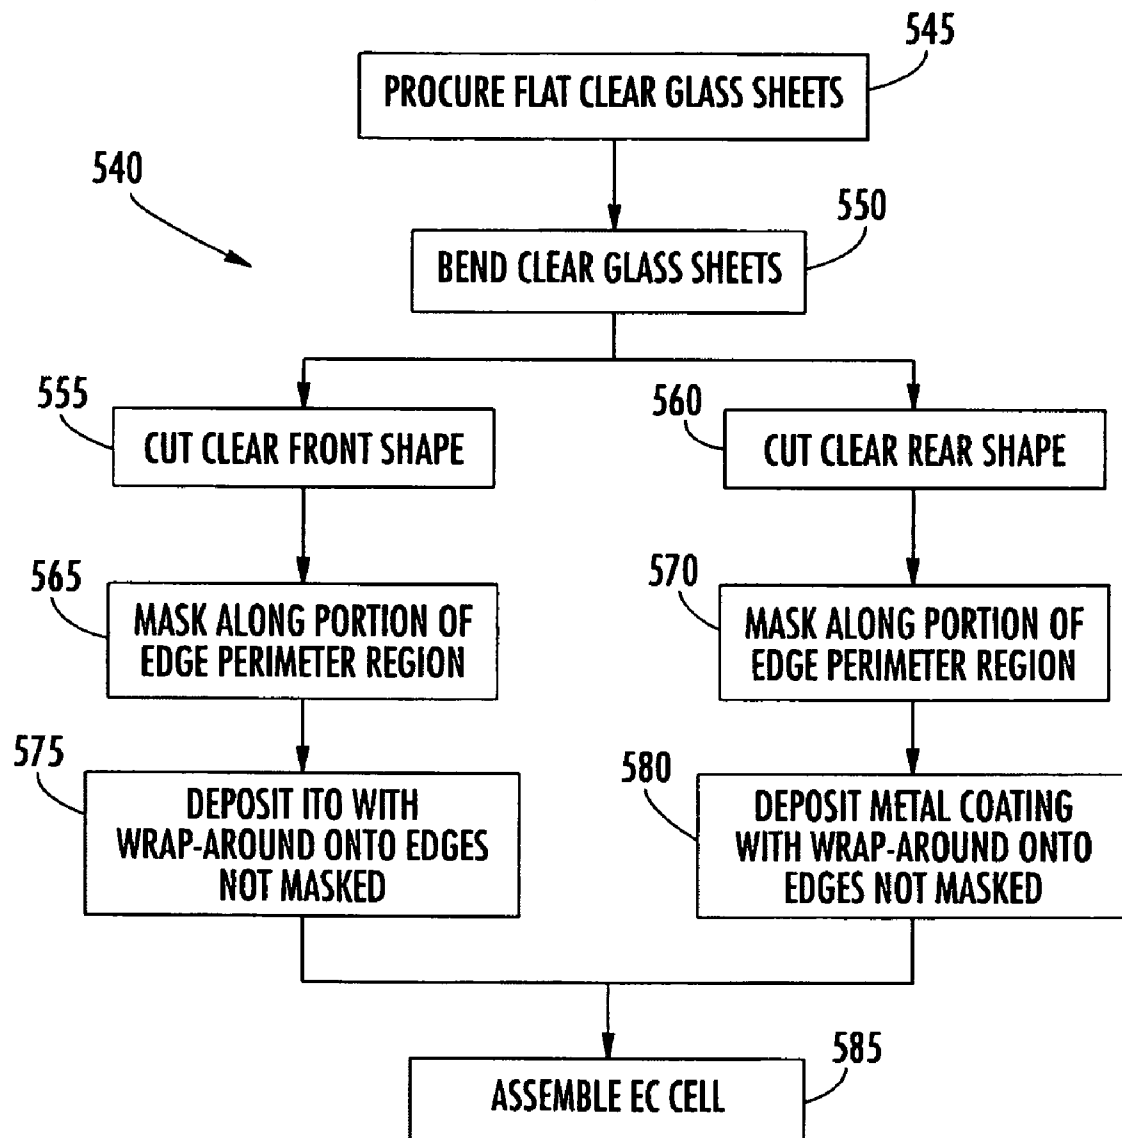 545
PROCURE FLAT CLEAR GLASS SHEETS
540
550
BEND CLEAR GLASS SHEETS
555
CUT CLEAR FRONT SHAPE
560
CUT CLEAR REAR SHAPE
565
MASK ALONG PORTION OF
EDGE PERIMETER REGION
570
MASK ALONG PORTION OF
EDGE PERIMETER REGION
575
DEPOSIT ITO WITH
WRAP-AROUND ONTO EDGES
NOT MASKED
580
DEPOSIT METAL COATING
WITH WRAP-AROUND ONTO
EDGES NOT MASKED
585
ASSEMBLE EC CELL